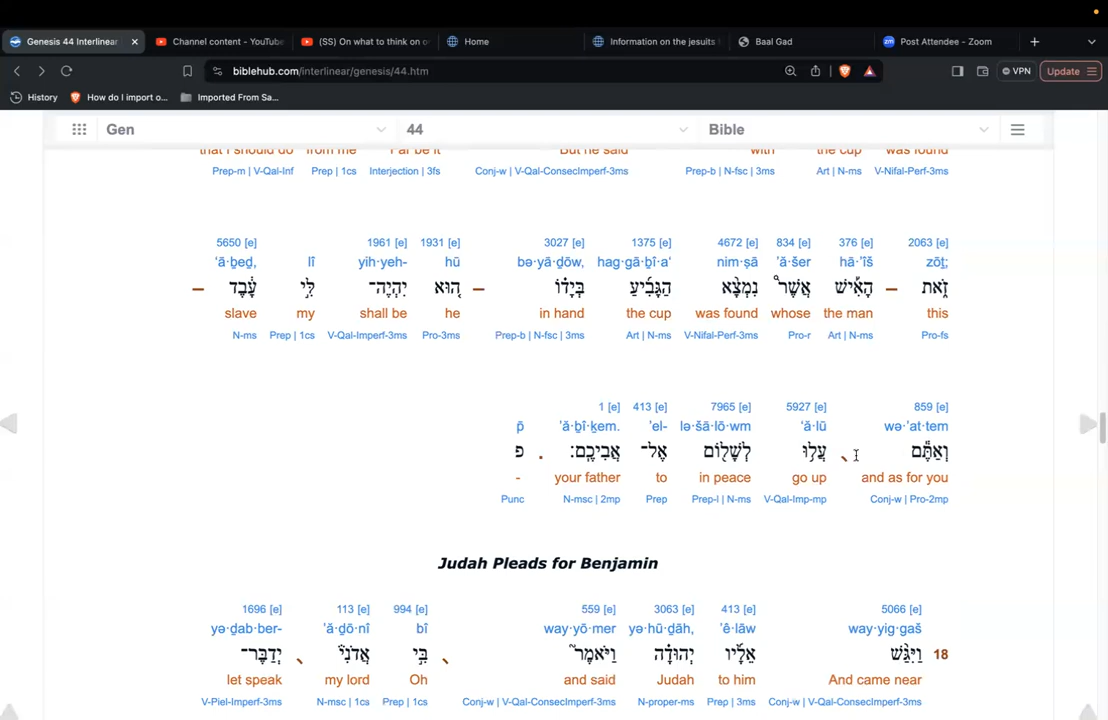 Genesis 44 Interlinear
Channel content - YouTube
(SS) On what to think on o
Home
Information on the jesuits t
Baal Gad
Post Attendee - Zoom
biblehub.com/interlinear/genesis/44.htm
VPN
Update
History
How do I import o...
Imported From Sa...
Gen 44 Bible
that I should do from me Far be it But he said with the cup was found
Prep-m | V-Qal-Inf Prep | 1cs Interjection | 3fs Conj-w | V-Qal-ConsecImperf-3ms Prep-b | N-fsc | 3ms Art | N-ms V-Nifal-Perf-3ms
5650 [e] 1961 [e] 1931 [e] 3027 [e] 1375 [e] 4672 [e] 834 [e] 376 [e] 2063 [e]
‘ā·ḇeḏ, lî yih·yeh- hū bə·yā·ḏōw, hag·gā·ḇî·a‘ nim·ṣā ’ă·šer hā·’îš zōṯ;
זֹ֑את – הָאִ֡ישׁ אֲשֶׁר֩ נִמְצָ֨א הַגָּבִ֜יעַ בְּיָד֗וֹ – ה֚וּא יִהְיֶה־ לִּ֣י עָ֔בֶד –
slave my shall be he in hand the cup was found whose the man this
N-ms Prep | 1cs V-Qal-Imperf-3ms Pro-3ms Prep-b | N-fsc | 3ms Art | N-ms V-Nifal-Perf-3ms Pro-r Art | N-ms Pro-fs
1 [e] 413 [e] 7965 [e] 5927 [e] 859 [e]
p̄ ’ă·ḇî·ḵem. ’el- lə·šā·lō·wm ‘ă·lū wə·’at·tem
וְאַתֶּ֕ם 、 עֲל֥וּ לְשָׁל֖וֹם אֶל־ אֲבִיכֶֽם׃ . פ
- your father to in peace go up and as for you
Punc N-msc | 2mp Prep Prep-l | N-ms V-Qal-Imp-mp Conj-w | Pro-2mp
Judah Pleads for Benjamin
1696 [e] 113 [e] 994 [e] 559 [e] 3063 [e] 413 [e] 5066 [e]
yə·ḏab·ber- ’ă·ḏō·nî bî way·yō·mer yə·hū·ḏāh, ’ê·lāw way·yig·gaš
18 וַיִּגַּ֨שׁ אֵלָ֜יו יְהוּדָ֗ה וַיֹּאמֶר֮ 、 בִּ֣י אֲדֹנִי֒ 、 יְדַבֶּר־
let speak my lord Oh and said Judah to him And came near
V-Piel-Imperf-3ms N-msc | 1cs Prep | 1cs Conj-w | V-Qal-ConsecImperf-3ms N-proper-ms Prep | 3ms Conj-w | V-Qal-ConsecImperf-3ms